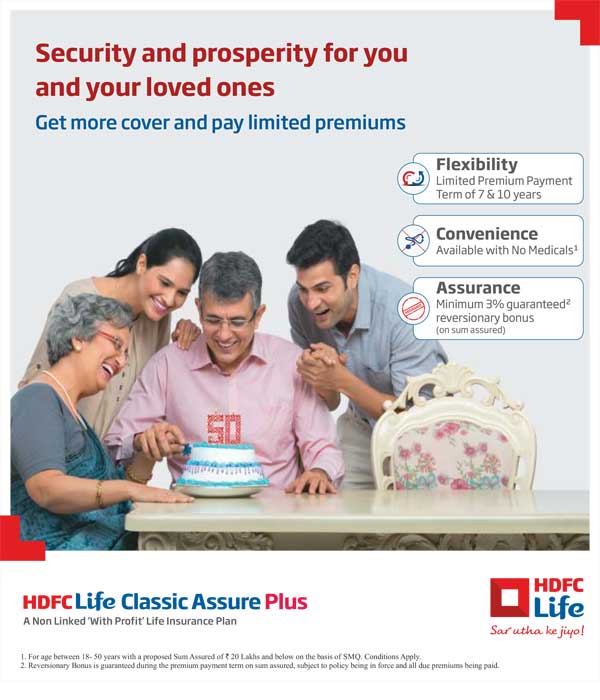 Security and prosperity for you
and your loved ones
Get more cover and pay limited premiums
Flexibility
Limited Premium Payment
Term of 7 & 10 years
Convenience
Available with No Medicals¹
Assurance
Minimum 3% guaranteed²
reversionary bonus
(on sum assured)
50
HDFC Life Classic Assure Plus
A Non Linked 'With Profit' Life Insurance Plan
HDFC
Life
Sar utha ke jiyo!
1. For age between 18- 50 years with a proposed Sum Assured of ₹ 20 Lakhs and below on the basis of SMQ. Conditions Apply.
2. Reversionary Bonus is guaranteed during the premium payment term on sum assured, subject to policy being in force and all due premiums being paid.